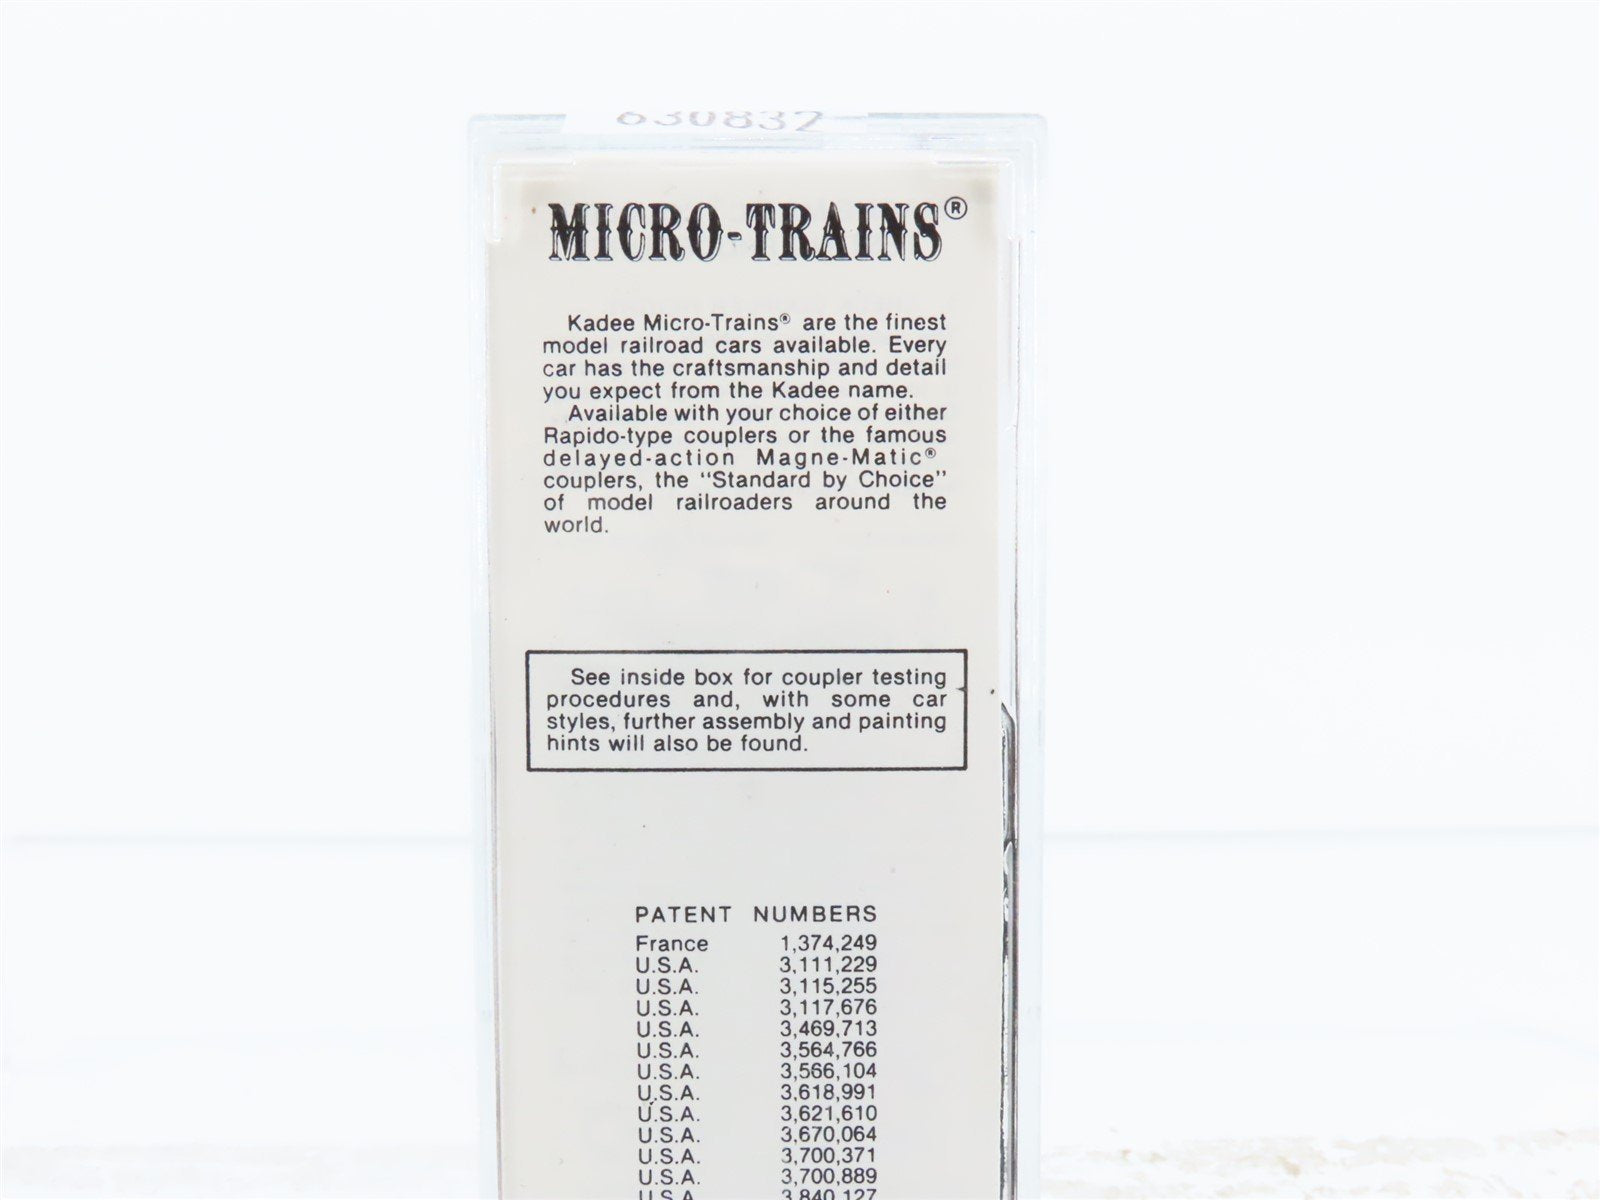 630832
MICRO-TRAINS®
Kadee Micro-Trains® are the finest
model railroad cars available. Every
car has the craftsmanship and detail
you expect from the Kadee name.
Available with your choice of either
Rapido-type couplers or the famous
delayed-action Magne-Matic®
couplers, the "Standard by Choice"
of model railroaders around the
world.
See inside box for coupler testing
procedures and, with some car
styles, further assembly and painting
hints will also be found.
PATENT NUMBERS
France 1,374,249
U.S.A. 3,111,229
U.S.A. 3,115,255
U.S.A. 3,117,676
U.S.A. 3,469,713
U.S.A. 3,564,766
U.S.A. 3,566,104
U.S.A. 3,618,991
U.S.A. 3,621,610
U.S.A. 3,670,064
U.S.A. 3,700,371
U.S.A. 3,700,889
U.S.A. 3,840,127